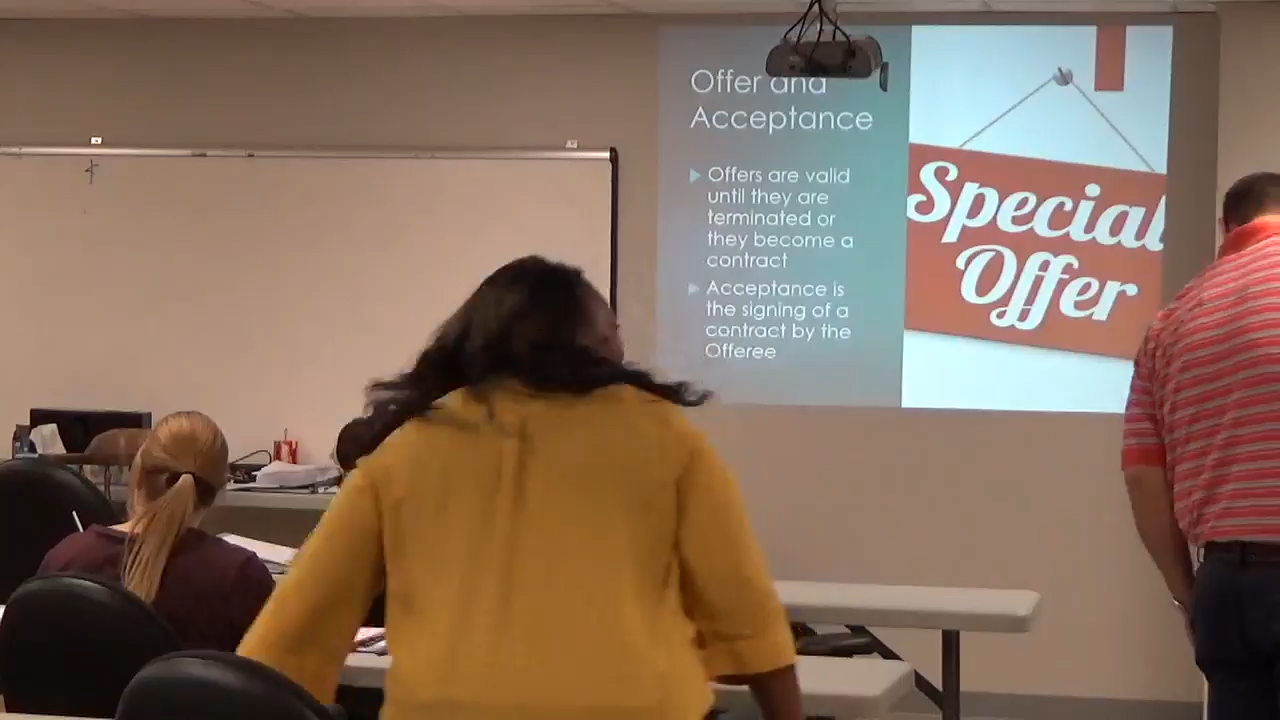 Offer and
Acceptance
Offers are valid
until they are
terminated or
they become a
contract
Acceptance is
the signing of a
contract by the
Offeree
Special
Offer